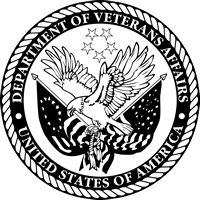 DEPARTMENT OF VETERANS AFFAIRS
UNITED STATES OF AMERICA